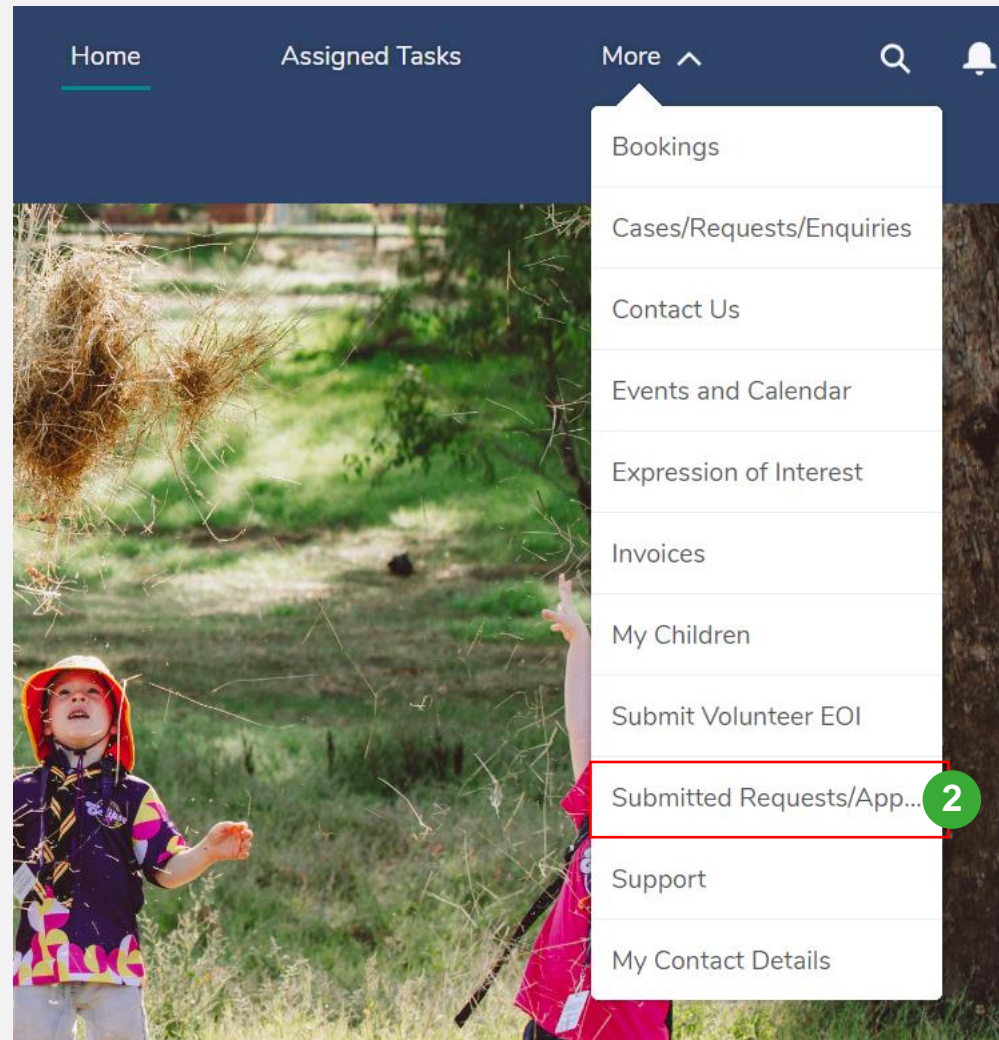 Home
Assigned Tasks
More
Bookings
Cases/Requests/Enquiries
Contact Us
Events and Calendar
Expression of Interest
Invoices
My Children
Submit Volunteer EOI
Submitted Requests/App...
2
Support
My Contact Details